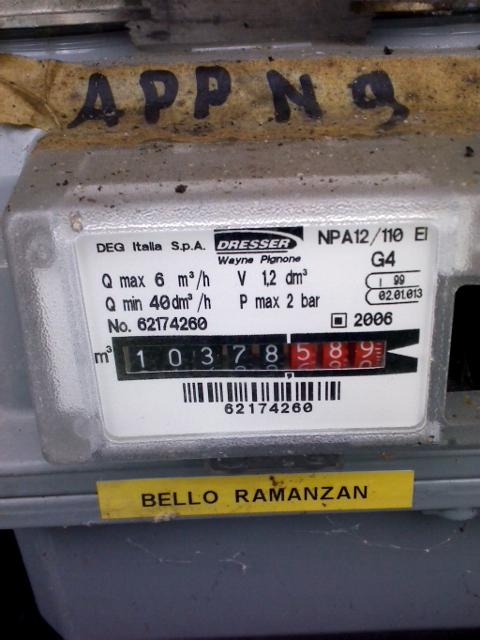 APP N 9
DEG Italia S.p.A. DRESSER NPA12/110 EI
Wayne Pignone G4
Q max 6 m³/h V 1,2 dm³ I 99
Q min 40dm³/h P max 2 bar 02.01.013
No. 62174260 2006
m³ 10378589
62174260
BELLO RAMANZAN